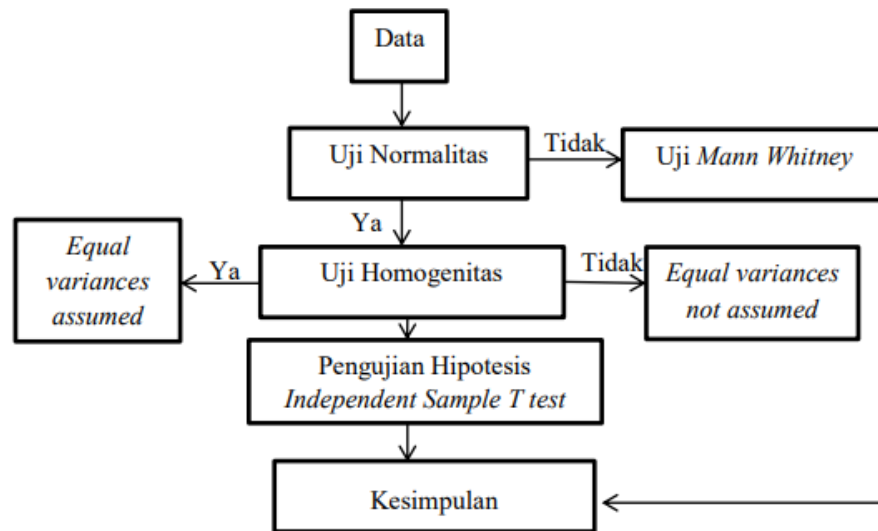 Data
Uji Normalitas
Tidak
Uji Mann Whitney
Ya
Equal
variances
assumed
Ya
Uji Homogenitas
Tidak
Equal variances
not assumed
Pengujian Hipotesis
Independent Sample T test
Kesimpulan